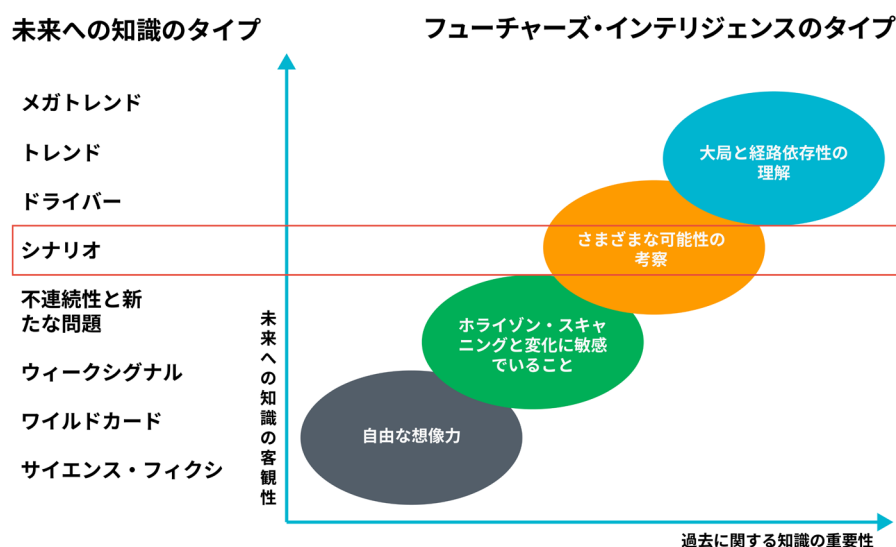 未来への知識のタイプ
フューチャーズ・インテリジェンスのタイプ
メガトレンド
トレンド
ドライバー
シナリオ
不連続性と新
たな問題
ウィークシグナル
ワイルドカード
サイエンス・フィクシ
未来への知識の客観性
大局と経路依存性の
理解
さまざまな可能性の
考察
ホライゾン・スキャ
ニングと変化に敏感
でいること
自由な想像力
過去に関する知識の重要性